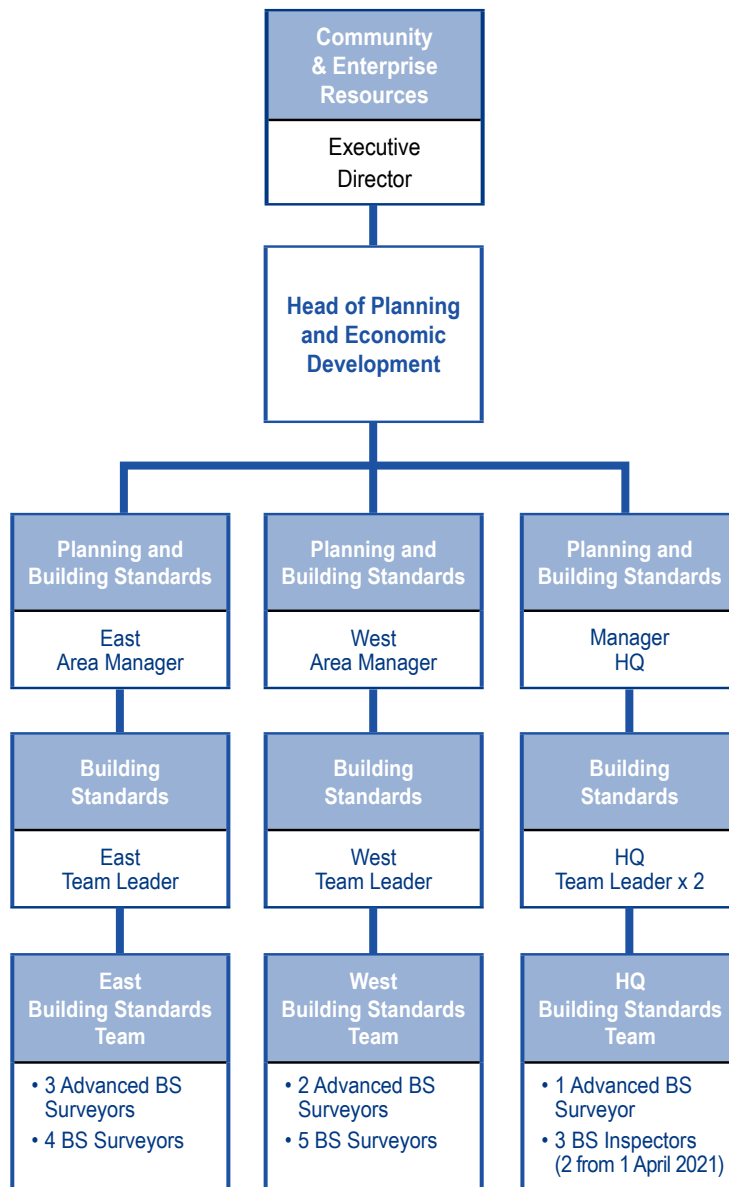 Community
& Enterprise
Resources
Executive
Director
Head of Planning
and Economic
Development
Planning and
Building Standards
East
Area Manager
Planning and
Building Standards
West
Area Manager
Planning and
Building Standards
Manager
HQ
Building
Standards
East
Team Leader
Building
Standards
West
Team Leader
Building
Standards
HQ
Team Leader x 2
East
Building Standards
Team
• 3 Advanced BS
Surveyors
• 4 BS Surveyors
West
Building Standards
Team
• 2 Advanced BS
Surveyors
• 5 BS Surveyors
HQ
Building Standards
Team
• 1 Advanced BS
Surveyor
• 3 BS Inspectors
(2 from 1 April 2021)